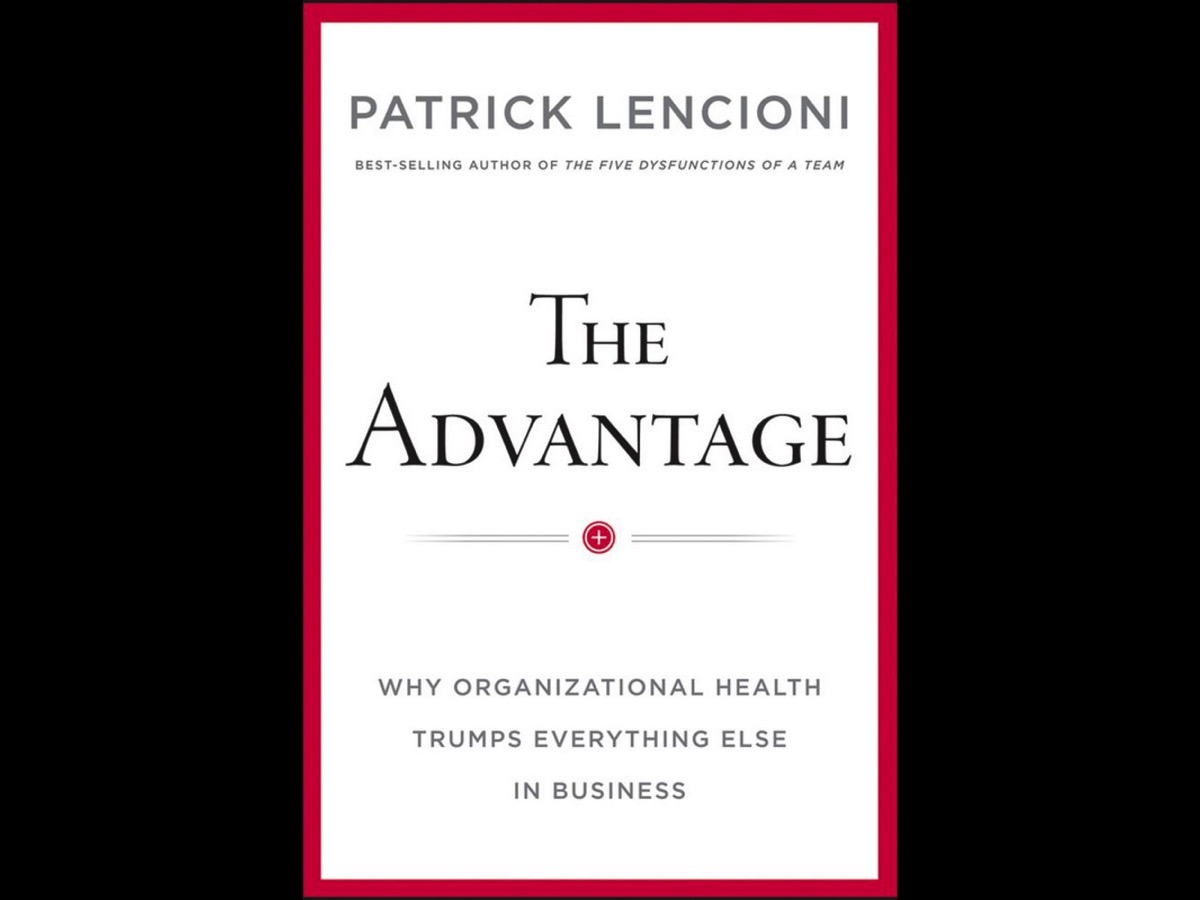 PATRICK LENCIONI
BEST-SELLING AUTHOR OF THE FIVE DYSFUNCTIONS OF A TEAM
THE
ADVANTAGE
WHY ORGANIZATIONAL HEALTH
TRUMPS EVERYTHING ELSE
IN BUSINESS